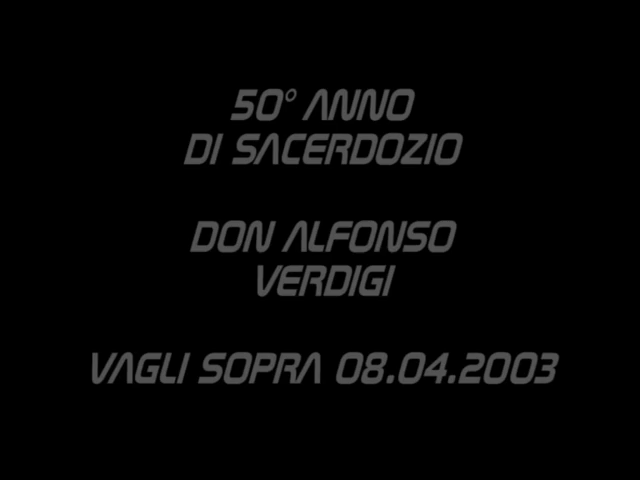 50° ANNO
DI SACERDOZIO
DON ALFONSO
VERDIGI
VAGLI SOPRA 08.04.2003